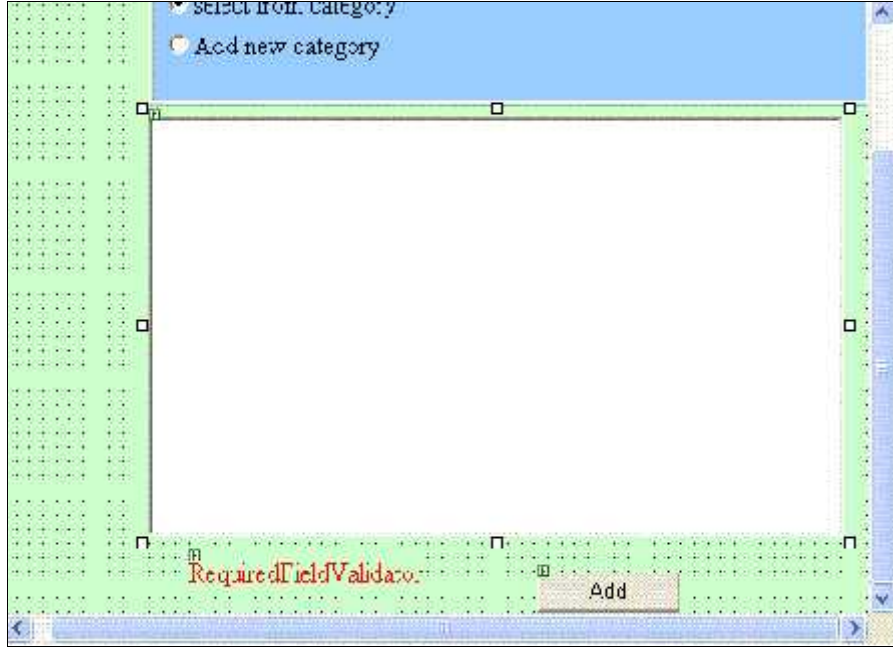 select from category
Add new category
RequiredFieldValidator
Add